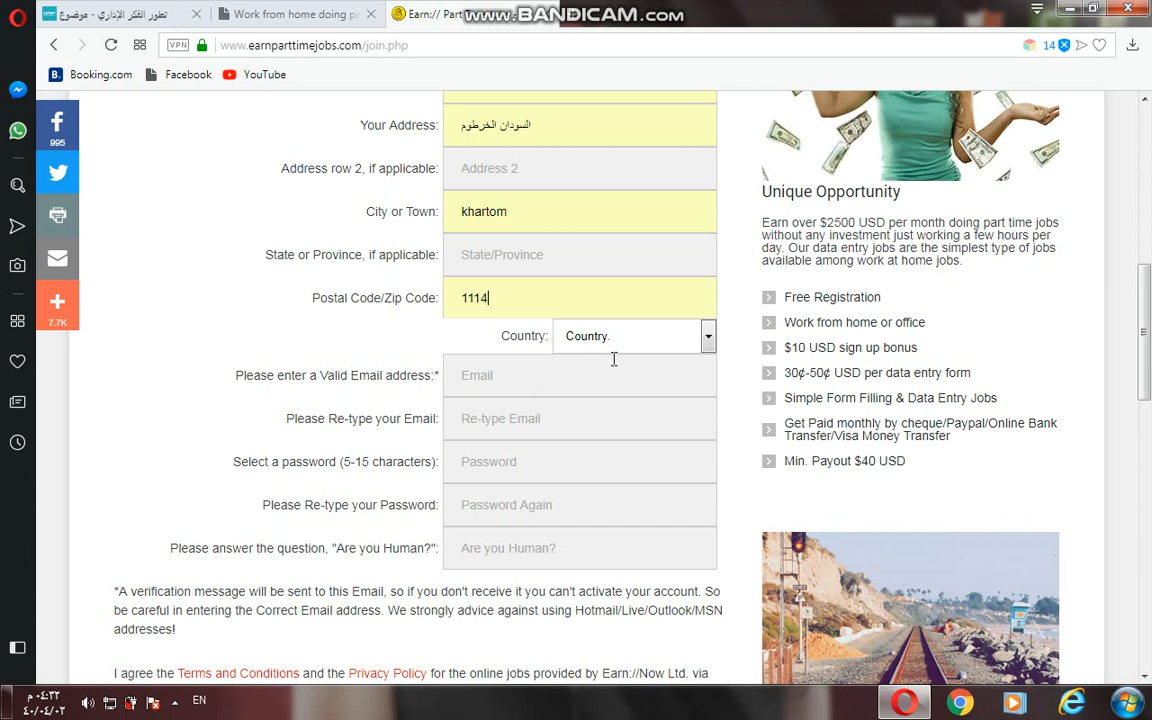 www.BANDICAM.com
تطور الفكر الإداري - موضوع
Work from home doing pa
Earn:// Part
VPN
www.earnparttimejobs.com/join.php
14
Booking.com
Facebook
YouTube
995
7.7K
Your Address:
السودان الخرطوم
Address row 2, if applicable:
Address 2
City or Town:
khartom
State or Province, if applicable:
State/Province
Postal Code/Zip Code:
1114
Country:
Country.
Please enter a Valid Email address:*
Email
Please Re-type your Email:
Re-type Email
Select a password (5-15 characters):
Password
Please Re-type your Password:
Password Again
Please answer the question, "Are you Human?":
Are you Human?
*A verification message will be sent to this Email, so if you don't receive it you can't activate your account. So
be careful in entering the Correct Email address. We strongly advice against using Hotmail/Live/Outlook/MSN
addresses!
I agree the Terms and Conditions and the Privacy Policy for the online jobs provided by Earn://Now Ltd. via
Unique Opportunity
Earn over $2500 USD per month doing part time jobs
without any investment just working a few hours per
day. Our data entry jobs are the simplest type of jobs
available among work at home jobs.
Free Registration
Work from home or office
$10 USD sign up bonus
30¢-50¢ USD per data entry form
Simple Form Filling & Data Entry Jobs
Get Paid monthly by cheque/Paypal/Online Bank
Transfer/Visa Money Transfer
Min. Payout $40 USD
٠٤:٣٢ م
٤٠/٠٤/٠٢
EN